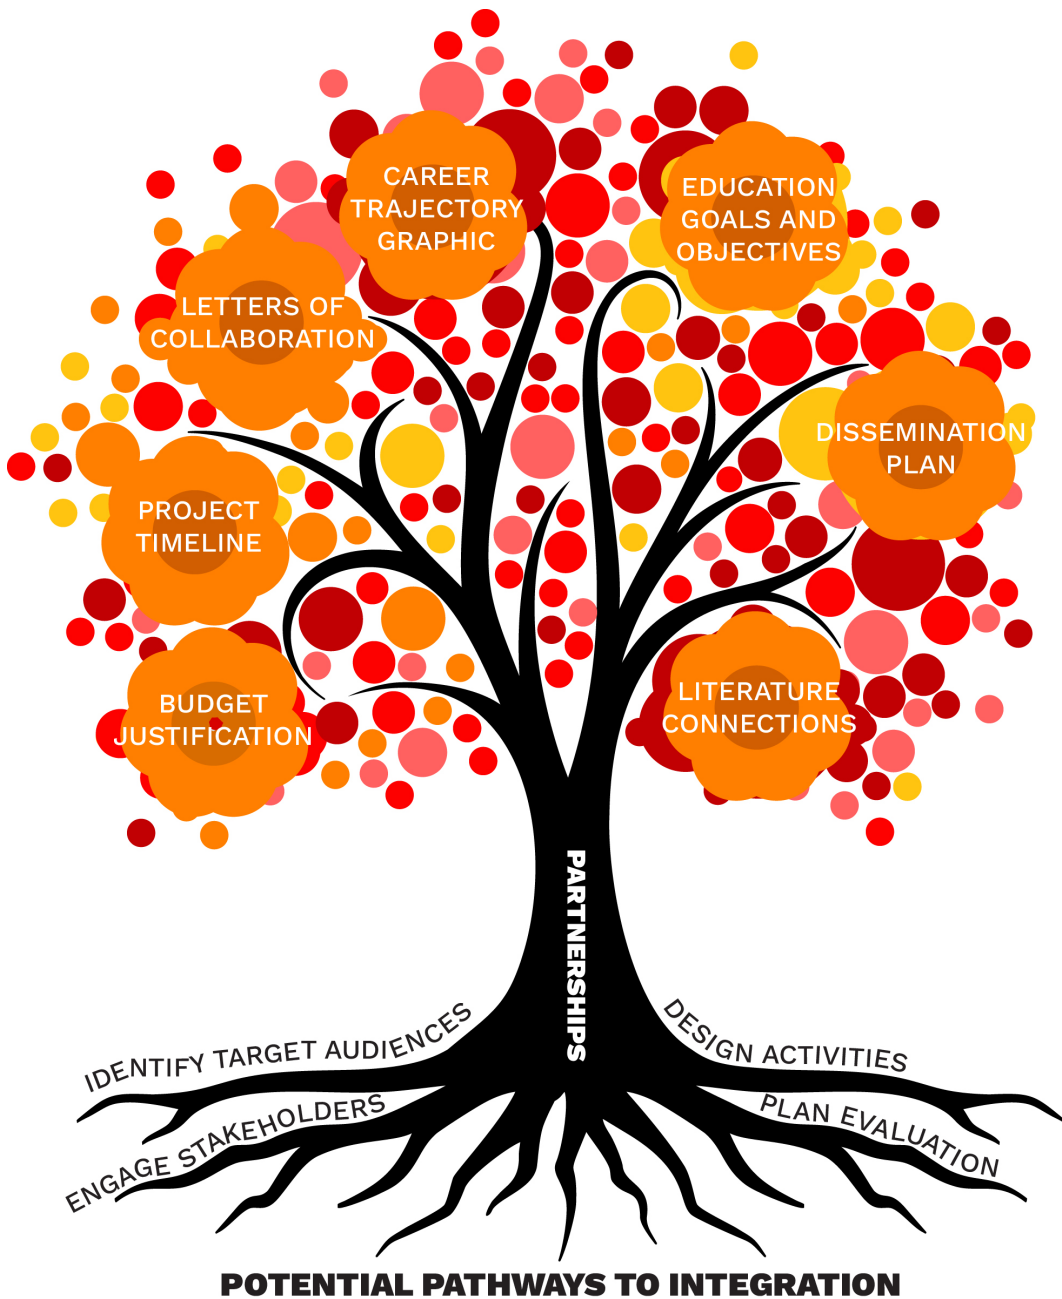 CAREER
TRAJECTORY
GRAPHIC
EDUCATION
GOALS AND
OBJECTIVES
LETTERS OF
COLLABORATION
DISSEMINATION
PLAN
PROJECT
TIMELINE
BUDGET
JUSTIFICATION
LITERATURE
CONNECTIONS
PARTNERSHIPS
IDENTIFY TARGET AUDIENCES
DESIGN ACTIVITIES
ENGAGE STAKEHOLDERS
PLAN EVALUATION
POTENTIAL PATHWAYS TO INTEGRATION